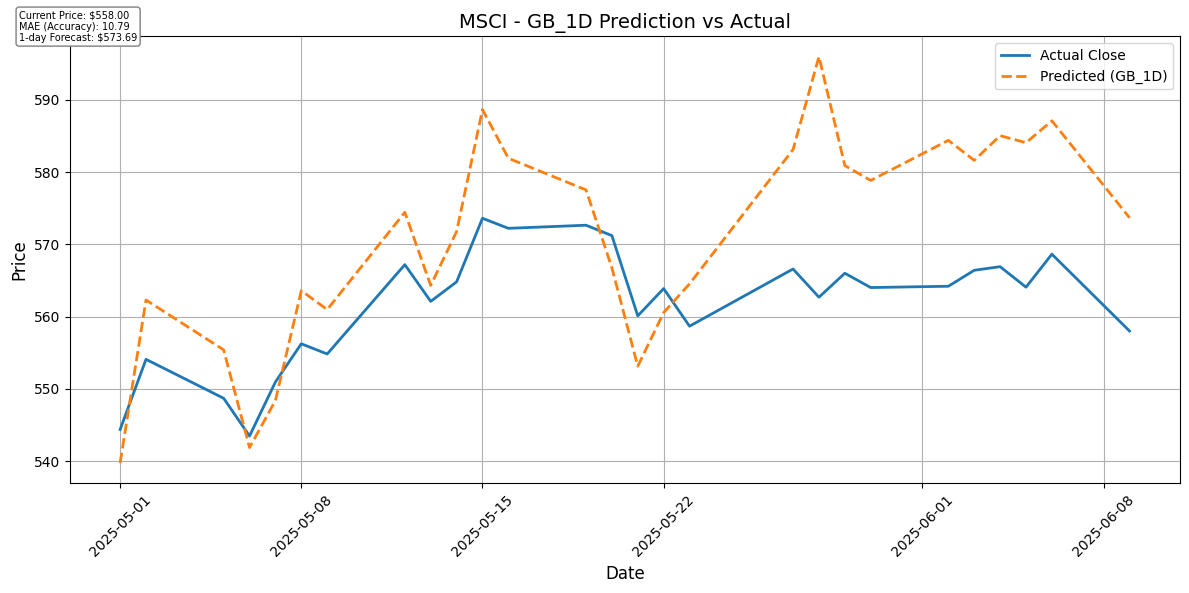 Current Price: $558.00
MAE (Accuracy): 10.79
1-day Forecast: $573.69
MSCI - GB_1D Prediction vs Actual
Actual Close
Predicted (GB_1D)
Price
590
580
570
560
550
540
2025-05-01
2025-05-08
2025-05-15
2025-05-22
2025-06-01
2025-06-08
Date